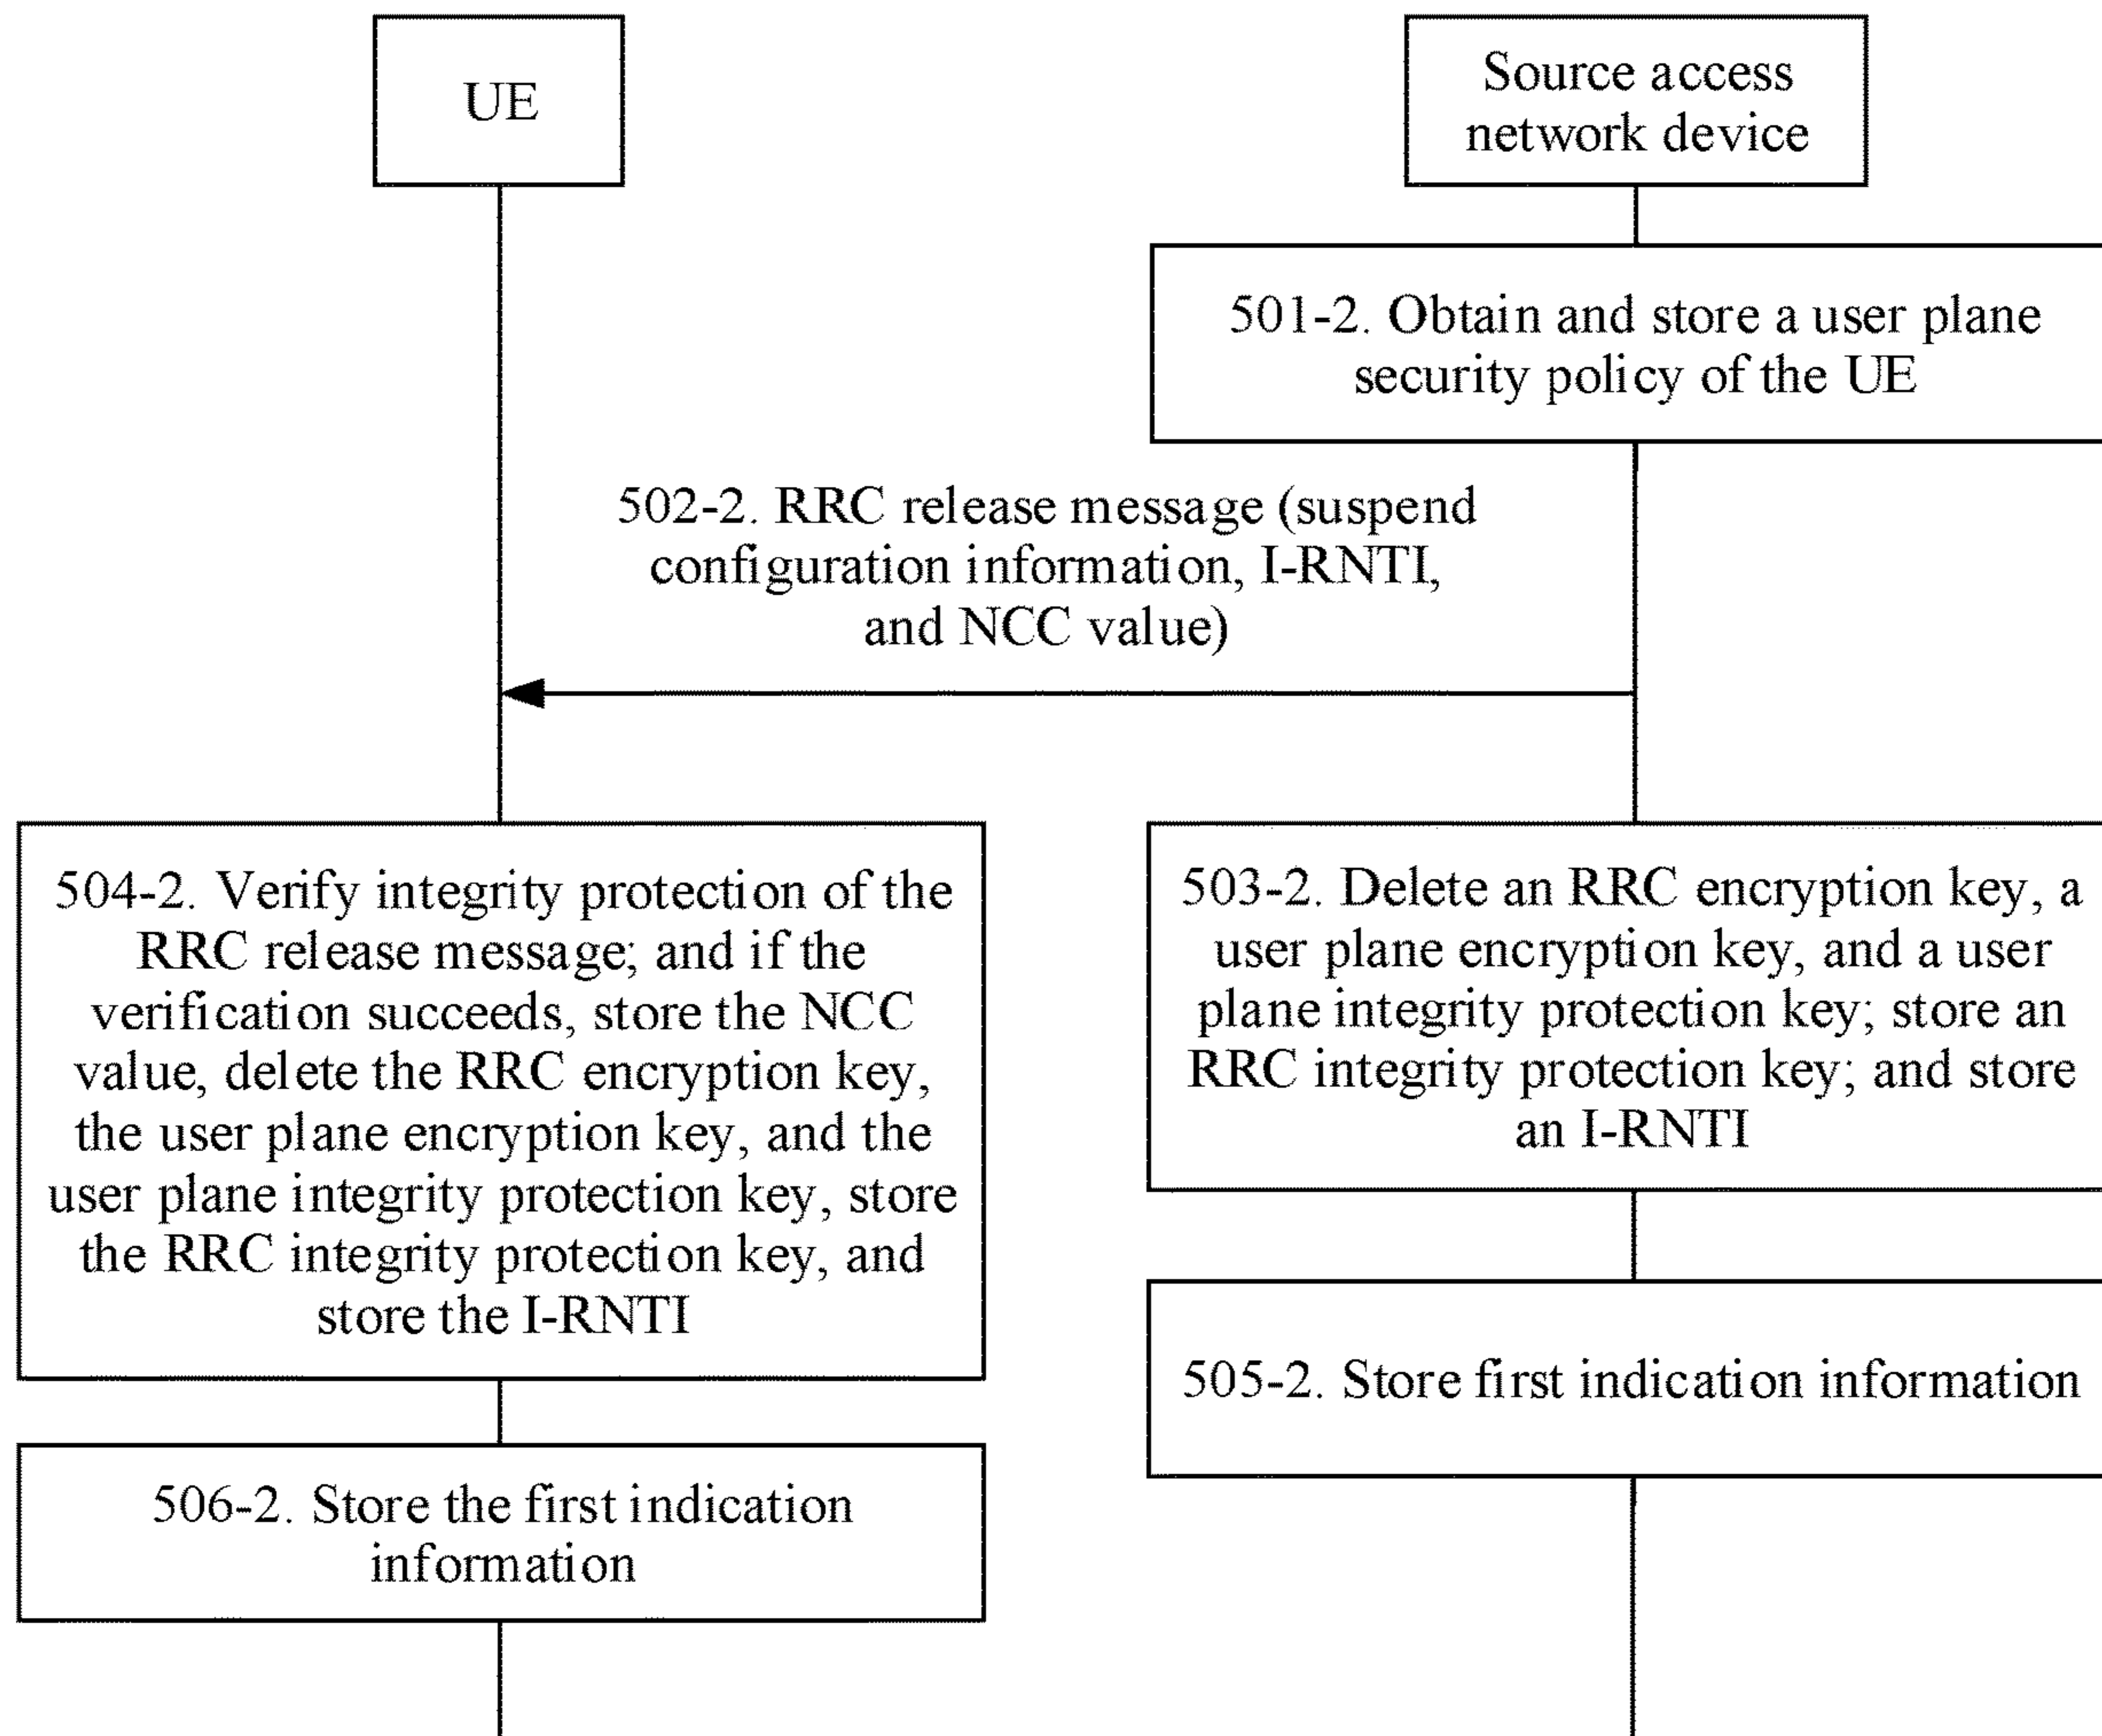 UE
Source access
network device
501-2. Obtain and store a user plane
security policy of the UE
502-2. RRC release message (suspend
configuration information, I-RNTI,
and NCC value)
504-2. Verify integrity protection of the
RRC release message; and if the
verification succeeds, store the NCC
value, delete the RRC encryption key,
the user plane encryption key, and the
user plane integrity protection key, store
the RRC integrity protection key, and
store the I-RNTI
503-2. Delete an RRC encryption key, a
user plane encryption key, and a user
plane integrity protection key; store an
RRC integrity protection key; and store
an I-RNTI
505-2. Store first indication information
506-2. Store the first indication
information